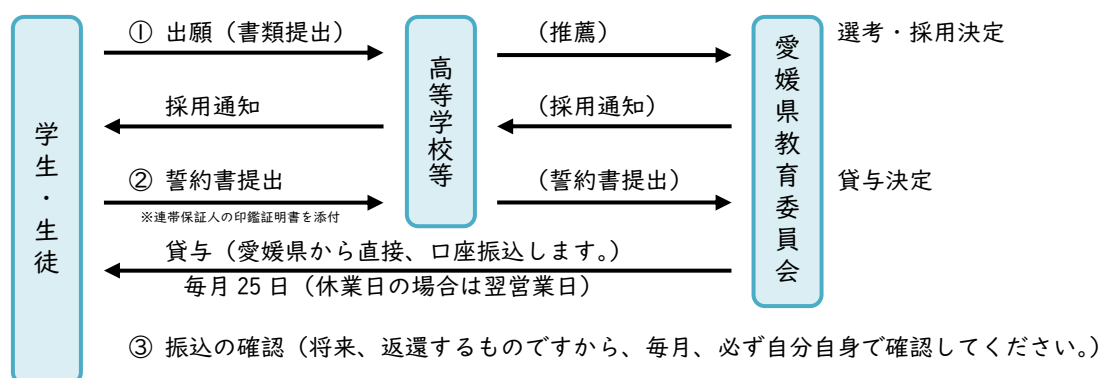 ① 出願（書類提出）
（推薦）
選考・採用決定
採用通知
（採用通知）
学生・生徒
高等学校等
愛媛県教育委員会
② 誓約書提出
（誓約書提出）
貸与決定
※連帯保証人の印鑑証明書を添付
貸与（愛媛県から直接、口座振込します。）
毎月 25 日（休業日の場合は翌営業日）
③ 振込の確認（将来、返還するものですから、毎月、必ず自分自身で確認してください。）